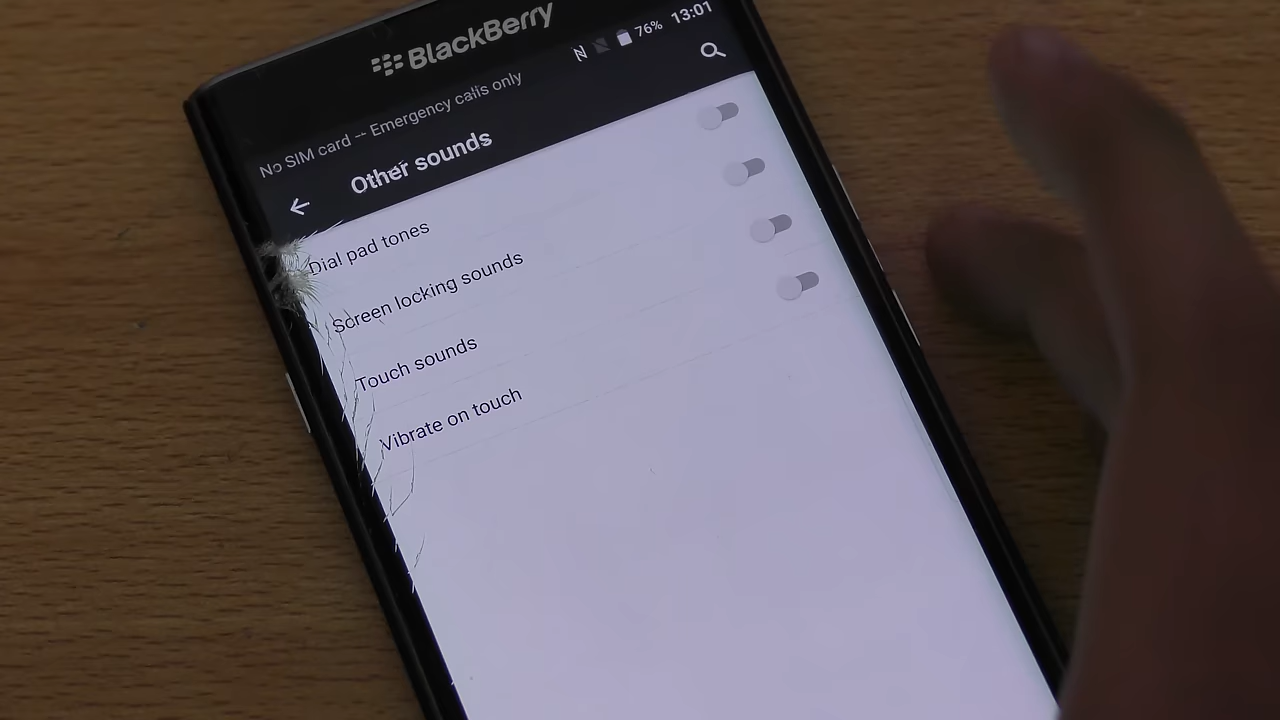 BlackBerry
No SIM card -- Emergency calls only
76% 13:01
Other sounds
Dial pad tones
Screen locking sounds
Touch sounds
Vibrate on touch